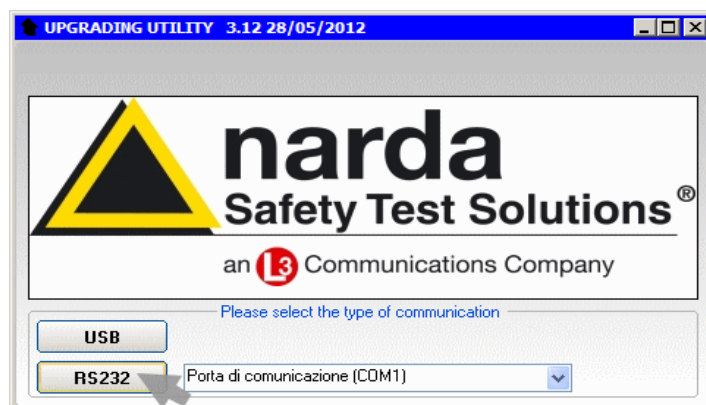 UPGRADING UTILITY 3.12 28/05/2012
narda
Safety Test Solutions®
an L3 Communications Company
Please select the type of communication
USB
RS232
Porta di comunicazione (COM1)